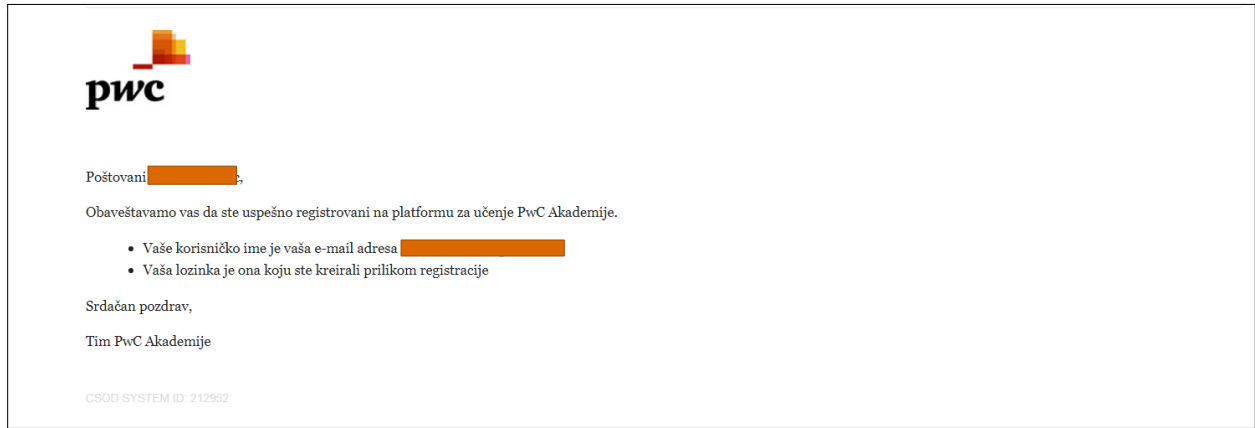 pwc
Poštovani ,
Obaveštavamo vas da ste uspešno registrovani na platformu za učenje PwC Akademije.
• Vaše korisničko ime je vaša e-mail adresa
• Vaša lozinka je ona koju ste kreirali prilikom registracije
Srdačan pozdrav,
Tim PwC Akademije
CSOD SYSTEM ID: 212952